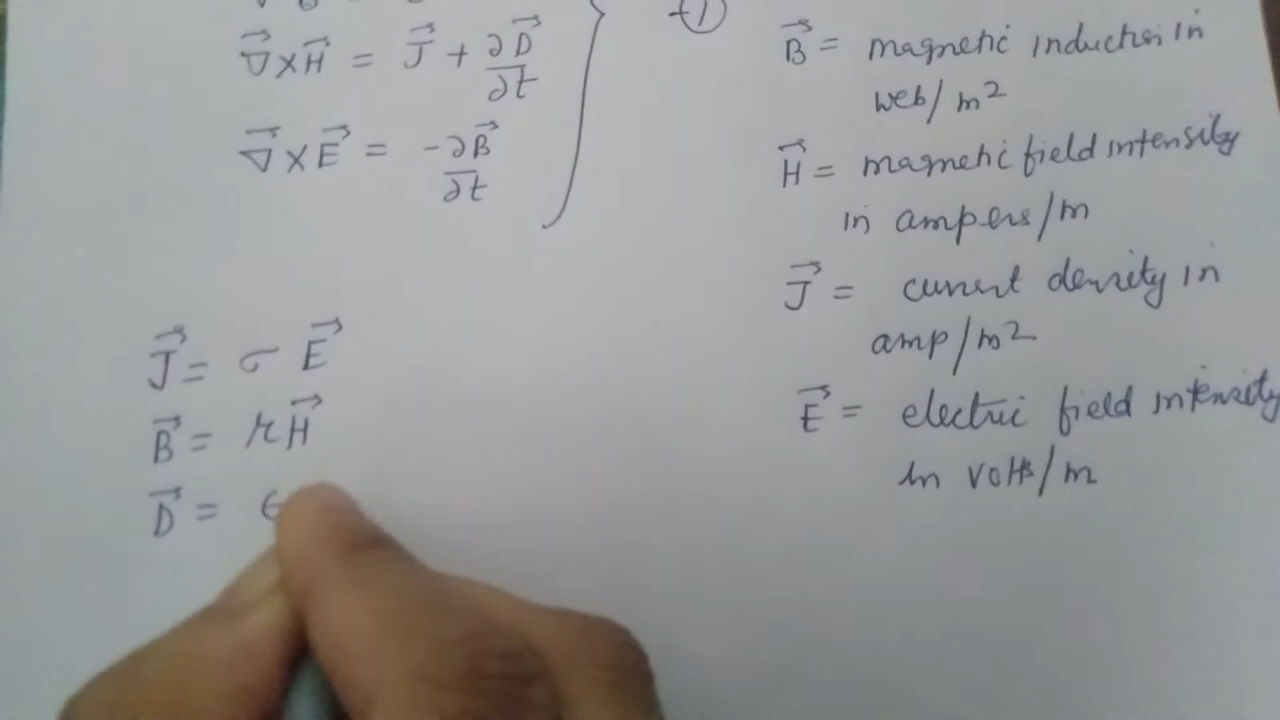 ∇⃗ × H⃗ = J⃗ + ∂D⃗/∂t
∇⃗ × E⃗ = -∂B⃗/∂t
J⃗ = σ E⃗
B⃗ = μ H⃗
D⃗ = ϵ
①
B⃗ = magnetic induction in
web/m²
H⃗ = magnetic field intensity
in ampers/m
J⃗ = current density in
amp/m²
E⃗ = electric field intensity
in volts/m